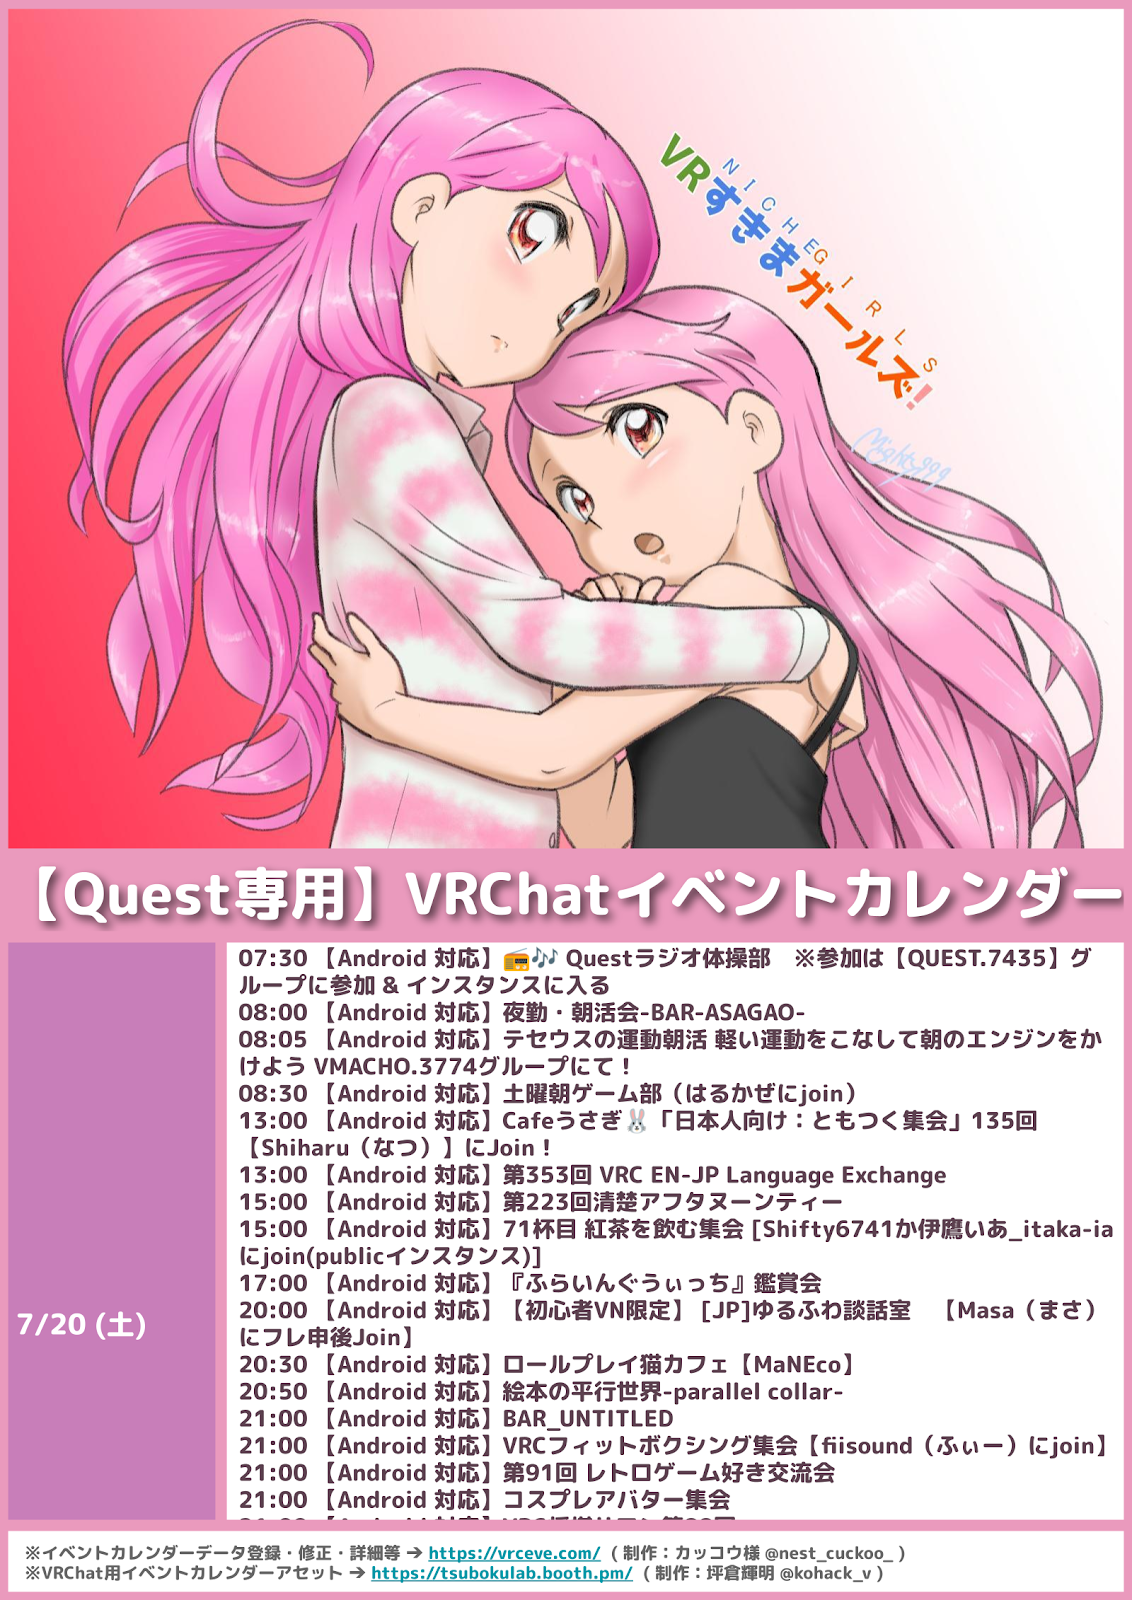 VRすきまガールズ!
NICHE GIRLS
Mighty999
【Quest専用】VRChatイベントカレンダー
7/20 (土)
07:30 【Android 対応】📻🎶 Questラジオ体操部　※参加は【QUEST.7435】グ
ループに参加 & インスタンスに入る
08:00 【Android 対応】夜勤・朝活会-BAR-ASAGAO-
08:05 【Android 対応】テセウスの運動朝活 軽い運動をこなして朝のエンジンをか
けよう VMACHO.3774グループにて！
08:30 【Android 対応】土曜朝ゲーム部（はるかぜにjoin）
13:00 【Android 対応】Cafeうさぎ🐰「日本人向け：ともつく集会」135回
【Shiharu（なつ）】にJoin！
13:00 【Android 対応】第353回 VRC EN-JP Language Exchange
15:00 【Android 対応】第223回清楚アフタヌーンティー
15:00 【Android 対応】71杯目 紅茶を飲む集会 [Shifty6741か伊鷹いあ_itaka-ia
にjoin(publicインスタンス)]
17:00 【Android 対応】『ふらいんぐうぃっち』鑑賞会
20:00 【Android 対応】【初心者VN限定】 [JP]ゆるふわ談話室　【Masa（まさ）
にフレ申後Join】
20:30 【Android 対応】ロールプレイ猫カフェ【MaNEco】
20:50 【Android 対応】絵本の平行世界-parallel collar-
21:00 【Android 対応】BAR_UNTITLED
21:00 【Android 対応】VRCフィットボクシング集会【fiisound（ふぃー）にjoin】
21:00 【Android 対応】第91回 レトロゲーム好き交流会
21:00 【Android 対応】コスプレアバター集会
※イベントカレンダーデータ登録・修正・詳細等 → https://vrceve.com/ （ 制作：カッコウ様 @nest_cuckoo_ ）
※VRChat用イベントカレンダーアセット → https://tsubokulab.booth.pm/ （ 制作：坪倉輝明 @kohack_v ）